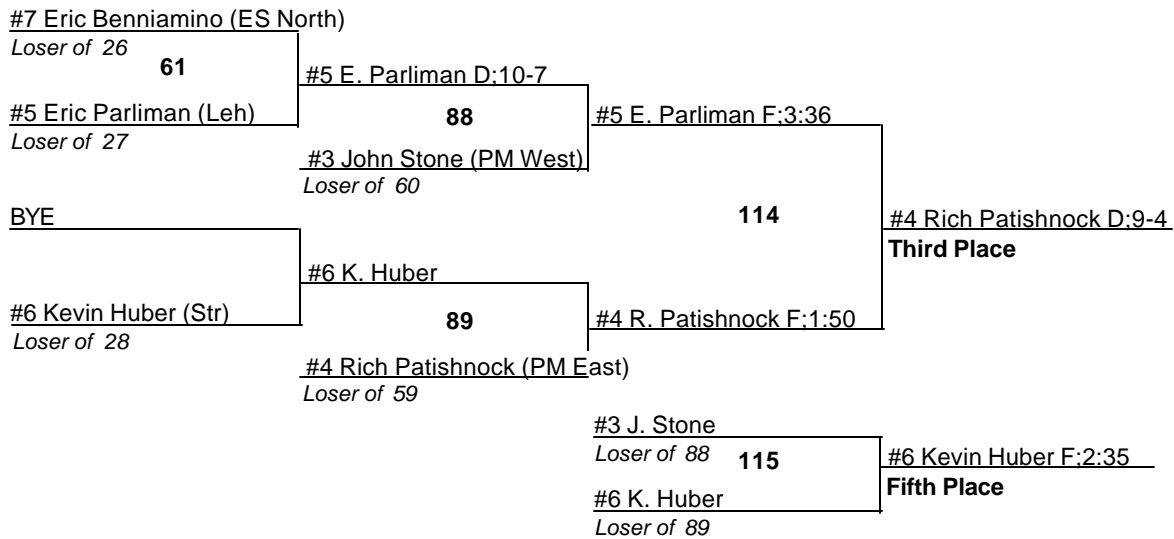 #7 Eric Benniamino (ES North)
Loser of 26
61
#5 E. Parliman D;10-7
#5 Eric Parliman (Leh)
Loser of 27
88
#5 E. Parliman F;3:36
#3 John Stone (PM West)
Loser of 60
BYE
114
#4 Rich Patishnock D;9-4
Third Place
#6 K. Huber
#6 Kevin Huber (Str)
Loser of 28
89
#4 R. Patishnock F;1:50
#4 Rich Patishnock (PM East)
Loser of 59
#3 J. Stone
Loser of 88
115
#6 Kevin Huber F;2:35
Fifth Place
#6 K. Huber
Loser of 89